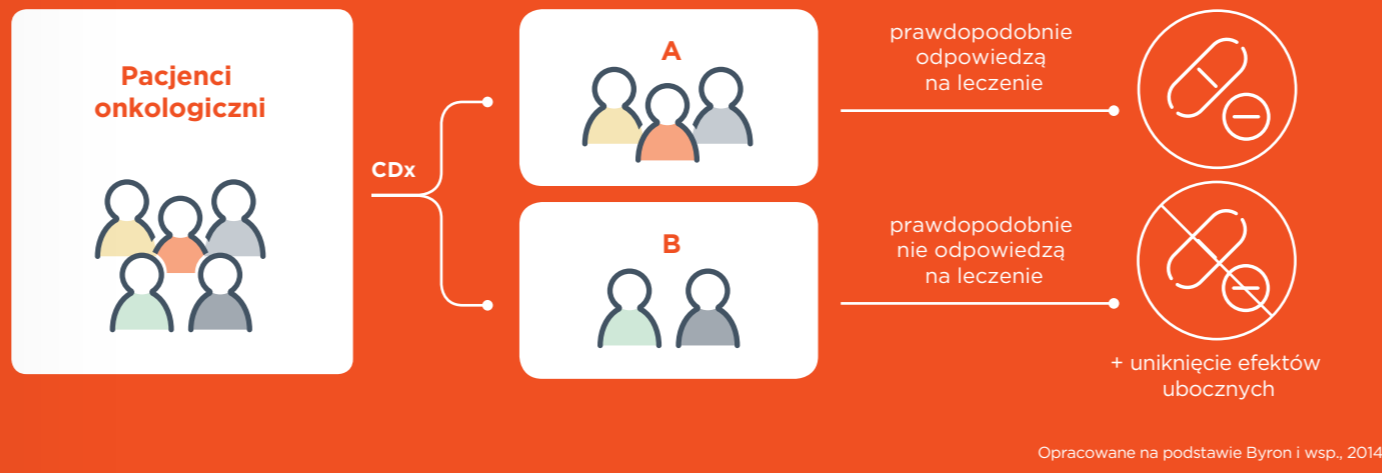 Pacjenci
onkologiczni
CDx
A
prawdopodobnie
odpowiedzą
na leczenie
B
prawdopodobnie
nie odpowiedzą
na leczenie
+ uniknięcie efektów
ubocznych
Opracowane na podstawie Byron i wsp., 2014